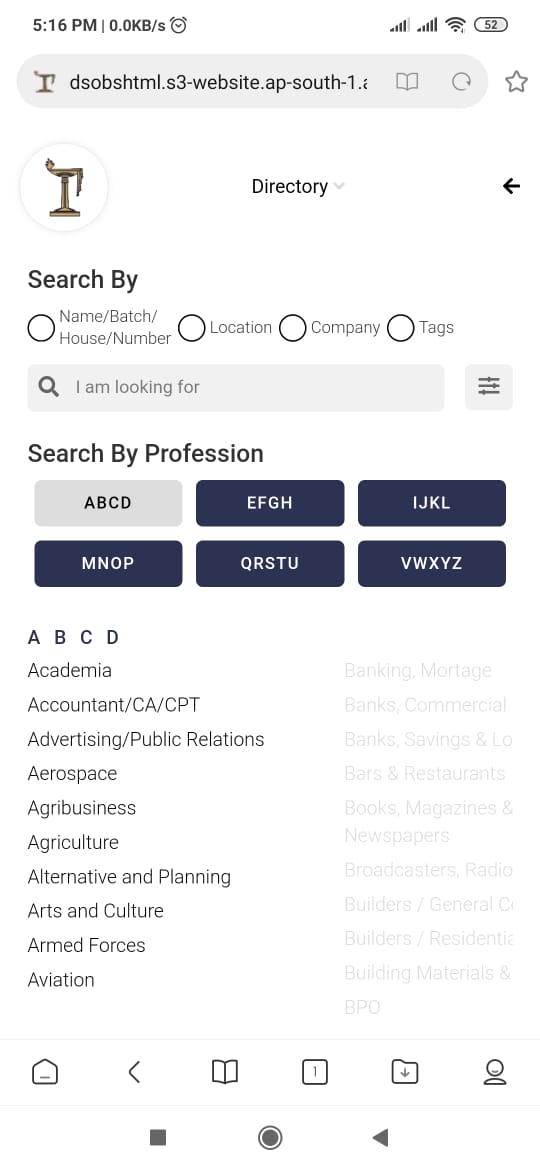 5:16 PM | 0.0KB/s
52
dsobshtml.s3-website.ap-south-1.
Directory
Search By
Name/Batch/
House/Number
Location
Company
Tags
I am looking for
Search By Profession
ABCD
EFGH
IJKL
MNOP
QRSTU
VWXYZ
A B C D
Academia
Accountant/CA/CPT
Advertising/Public Relations
Aerospace
Agribusiness
Agriculture
Alternative and Planning
Arts and Culture
Armed Forces
Aviation
Banking, Mortage
Banks, Commercial
Banks, Savings & Lo
Bars & Restaurants
Books, Magazines &
Newspapers
Broadcasters, Radio
Builders / General C
Builders / Residentia
Building Materials &
BPO
1